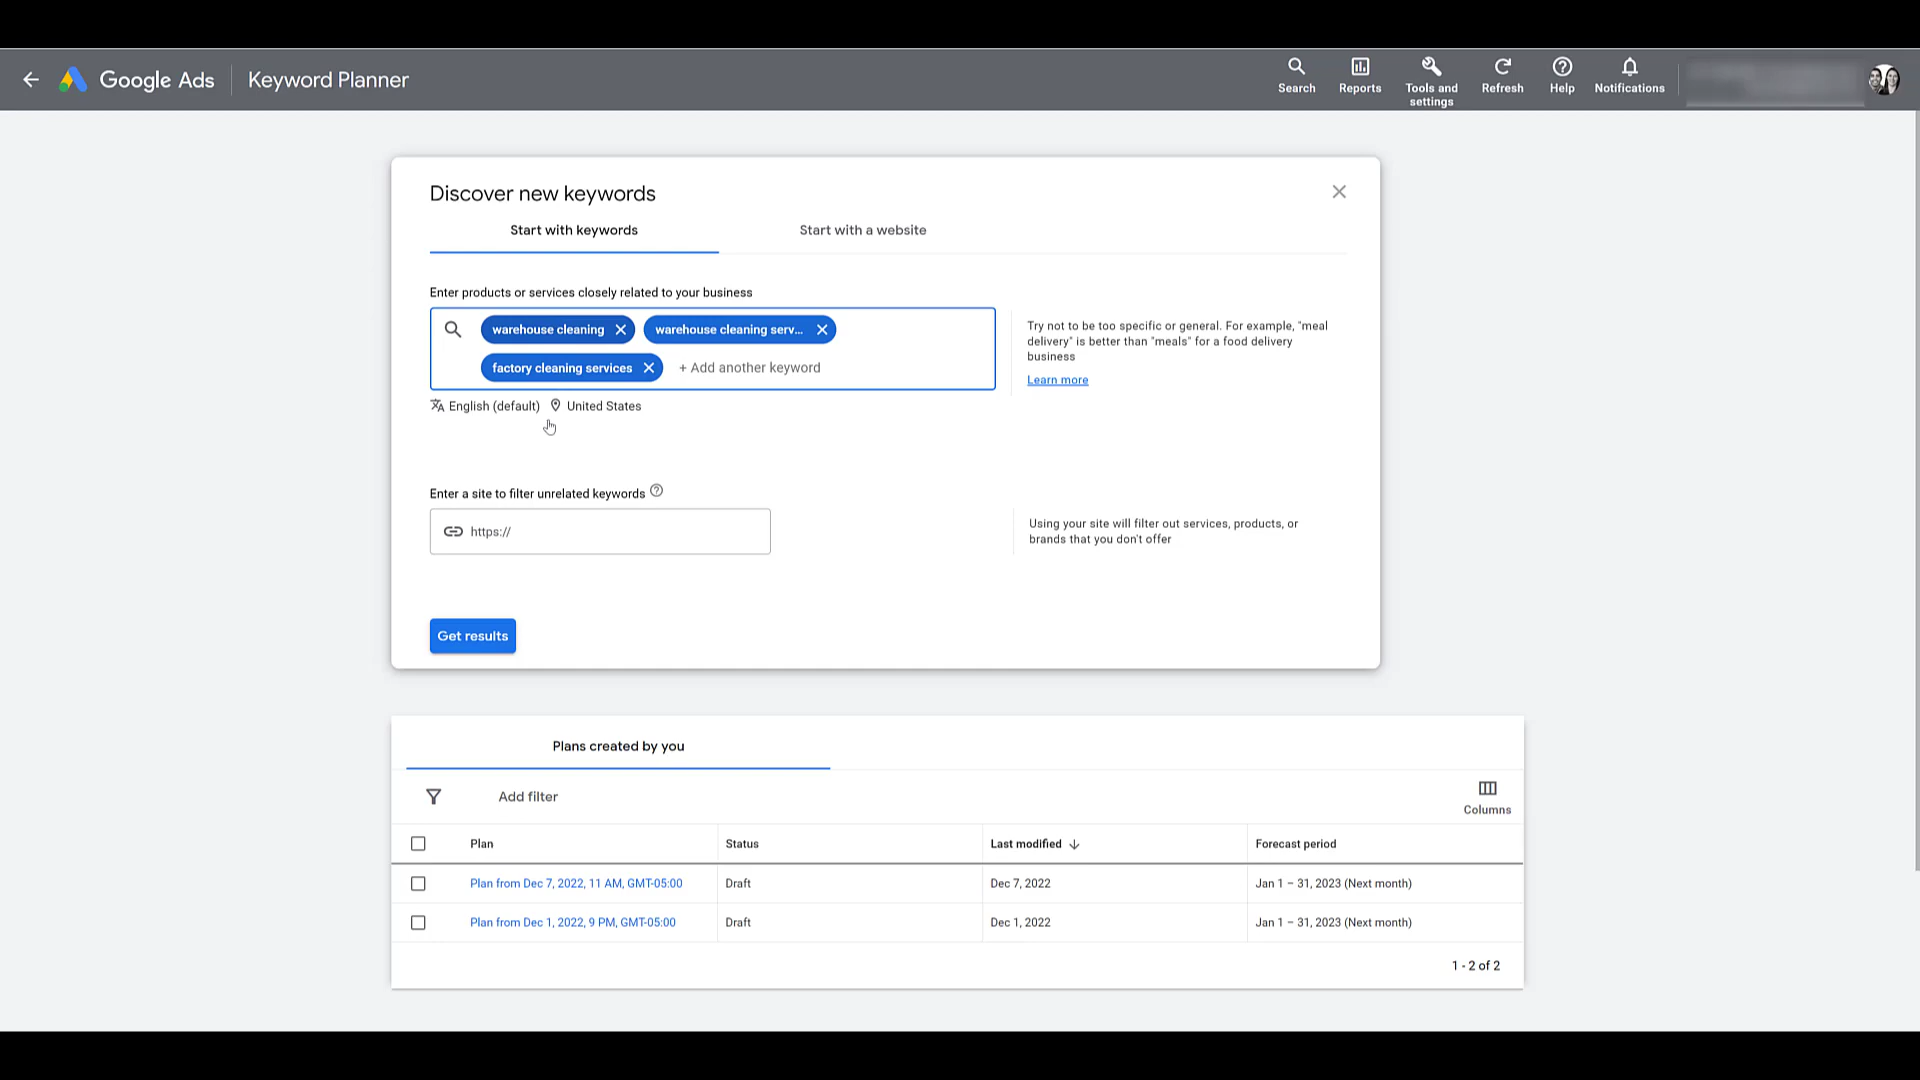 Google Ads
Keyword Planner
Search
Reports
Tools and
settings
Refresh
Help
Notifications
Discover new keywords
Start with keywords
Start with a website
Enter products or services closely related to your business
warehouse cleaning
warehouse cleaning serv...
factory cleaning services
+ Add another keyword
Try not to be too specific or general. For example, "meal
delivery" is better than "meals" for a food delivery
business
Learn more
English (default)
United States
Enter a site to filter unrelated keywords
https://
Using your site will filter out services, products, or
brands that you don't offer
Get results
Plans created by you
Add filter
Columns
Plan
Status
Last modified
Forecast period
Plan from Dec 7, 2022, 11 AM, GMT-05:00
Draft
Dec 7, 2022
Jan 1 – 31, 2023 (Next month)
Plan from Dec 1, 2022, 9 PM, GMT-05:00
Draft
Dec 1, 2022
Jan 1 – 31, 2023 (Next month)
1 - 2 of 2